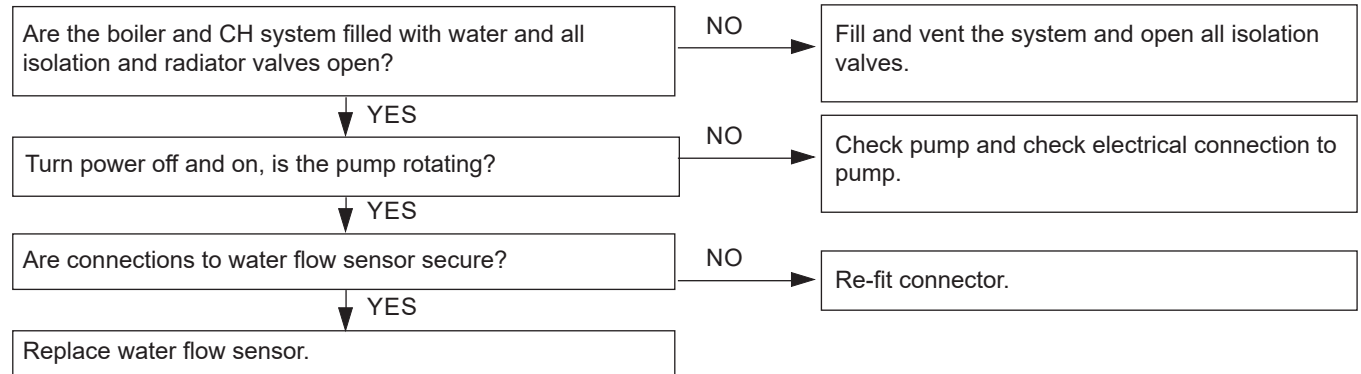 Are the boiler and CH system filled with water and all
isolation and radiator valves open?
NO
Fill and vent the system and open all isolation
valves.
YES
Turn power off and on, is the pump rotating?
NO
Check pump and check electrical connection to
pump.
YES
Are connections to water flow sensor secure?
NO
Re-fit connector.
YES
Replace water flow sensor.